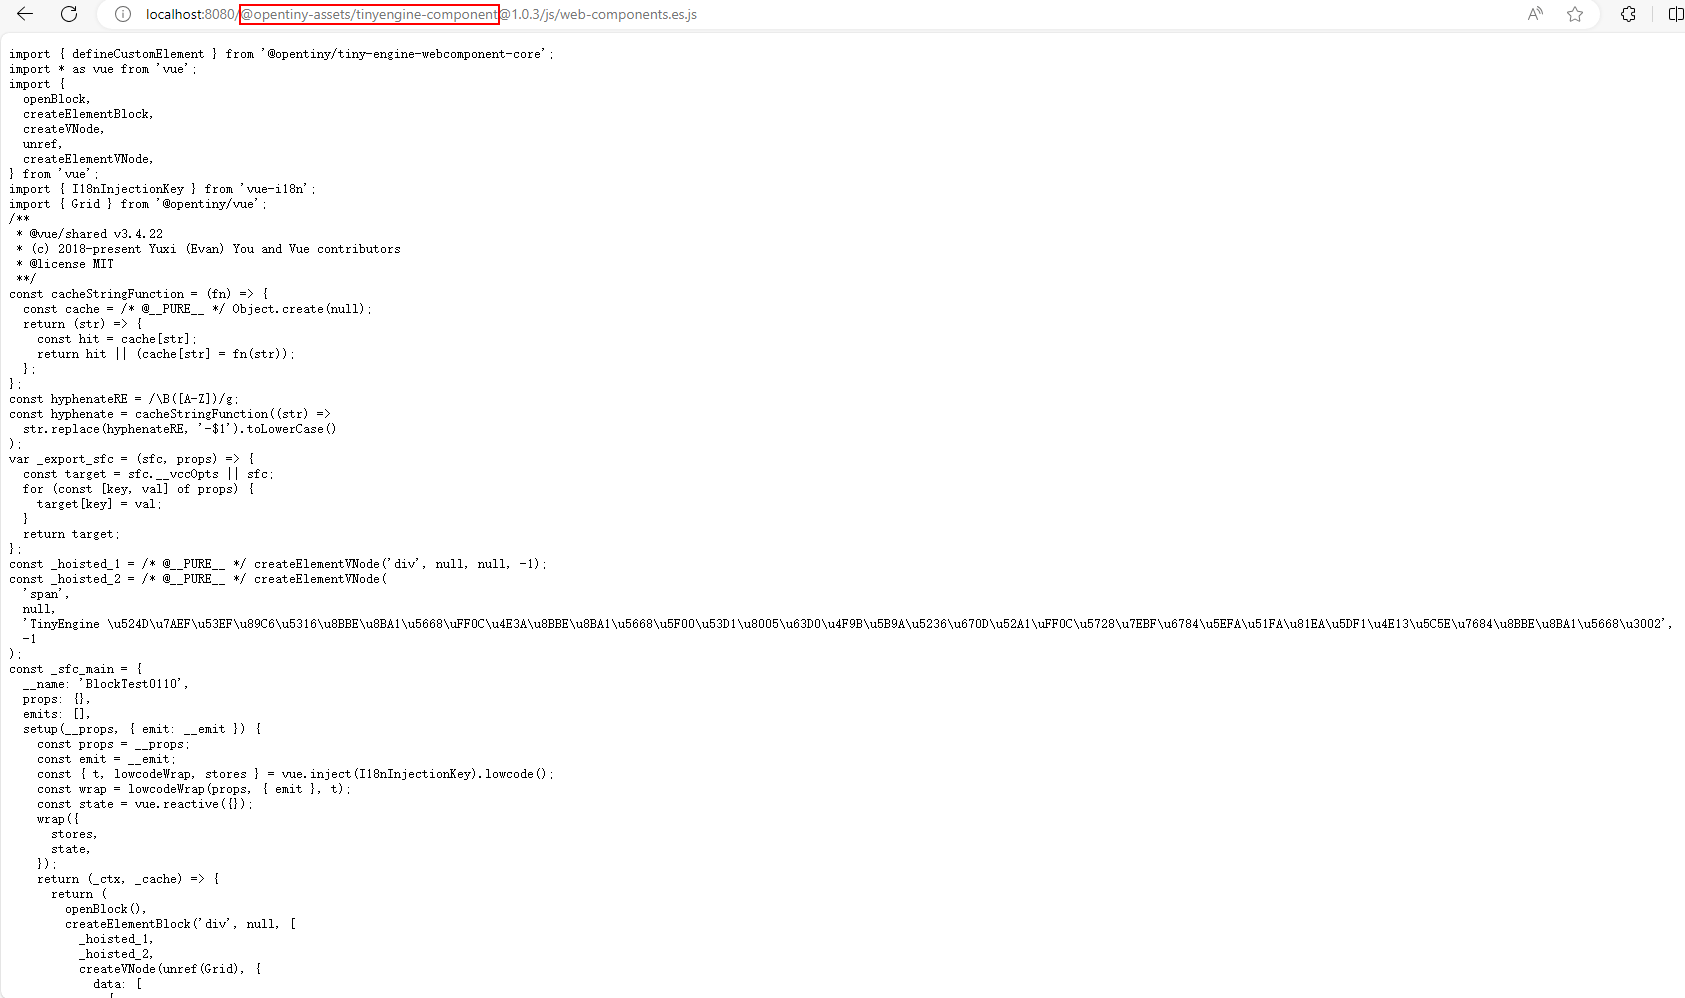 localhost:8080/@opentiny-assets/tinyengine-component@1.0.3/js/web-components.es.js
import { defineCustomElement } from '@opentiny/tiny-engine-webcomponent-core';
import * as vue from 'vue';
import {
  openBlock,
  createElementBlock,
  createVNode,
  unref,
  createElementVNode,
} from 'vue';
import { I18nInjectionKey } from 'vue-i18n';
import { Grid } from '@opentiny/vue';
/**
 * @vue/shared v3.4.22
 * (c) 2018-present Yuxi (Evan) You and Vue contributors
 * @license MIT
 **/
const cacheStringFunction = (fn) => {
  const cache = /* @__PURE__ */ Object.create(null);
  return (str) => {
    const hit = cache[str];
    return hit || (cache[str] = fn(str));
  };
};
const hyphenateRE = /\B([A-Z])/g;
const hyphenate = cacheStringFunction((str) =>
  str.replace(hyphenateRE, '-$1').toLowerCase()
);
var _export_sfc = (sfc, props) => {
  const target = sfc.__vccOpts || sfc;
  for (const [key, val] of props) {
    target[key] = val;
  }
  return target;
};
const _hoisted_1 = /* @__PURE__ */ createElementVNode('div', null, null, -1);
const _hoisted_2 = /* @__PURE__ */ createElementVNode(
  'span',
  null,
  'TinyEngine \u524D\u7AEF\u53EF\u89C6\u5316\u8BBE\u8BA1\u5668\uFF0C\u4E3A\u8BBE\u8BA1\u5668\u5F00\u53D1\u8005\u63D0\u4F9B\u5B9A\u5236\u670D\u52A1\uFF0C\u5728\u7EBF\u6784\u5EFA\u51FA\u81EA\u5DF1\u4E13\u5C5E\u7684\u8BBE\u8BA1\u5668\u3002',
  -1
);
const _sfc_main = {
  __name: 'BlockTest0110',
  props: {},
  emits: [],
  setup(__props, { emit: __emit }) {
    const props = __props;
    const emit = __emit;
    const { t, lowcodeWrap, stores } = vue.inject(I18nInjectionKey).lowcode();
    const wrap = lowcodeWrap(props, { emit }, t);
    const state = vue.reactive({});
    wrap({
      stores,
      state,
    });
    return (_ctx, _cache) => {
      return (
        openBlock(),
        createElementBlock('div', null, [
          _hoisted_1,
          _hoisted_2,
          createVNode(unref(Grid), {
            data: [
              {